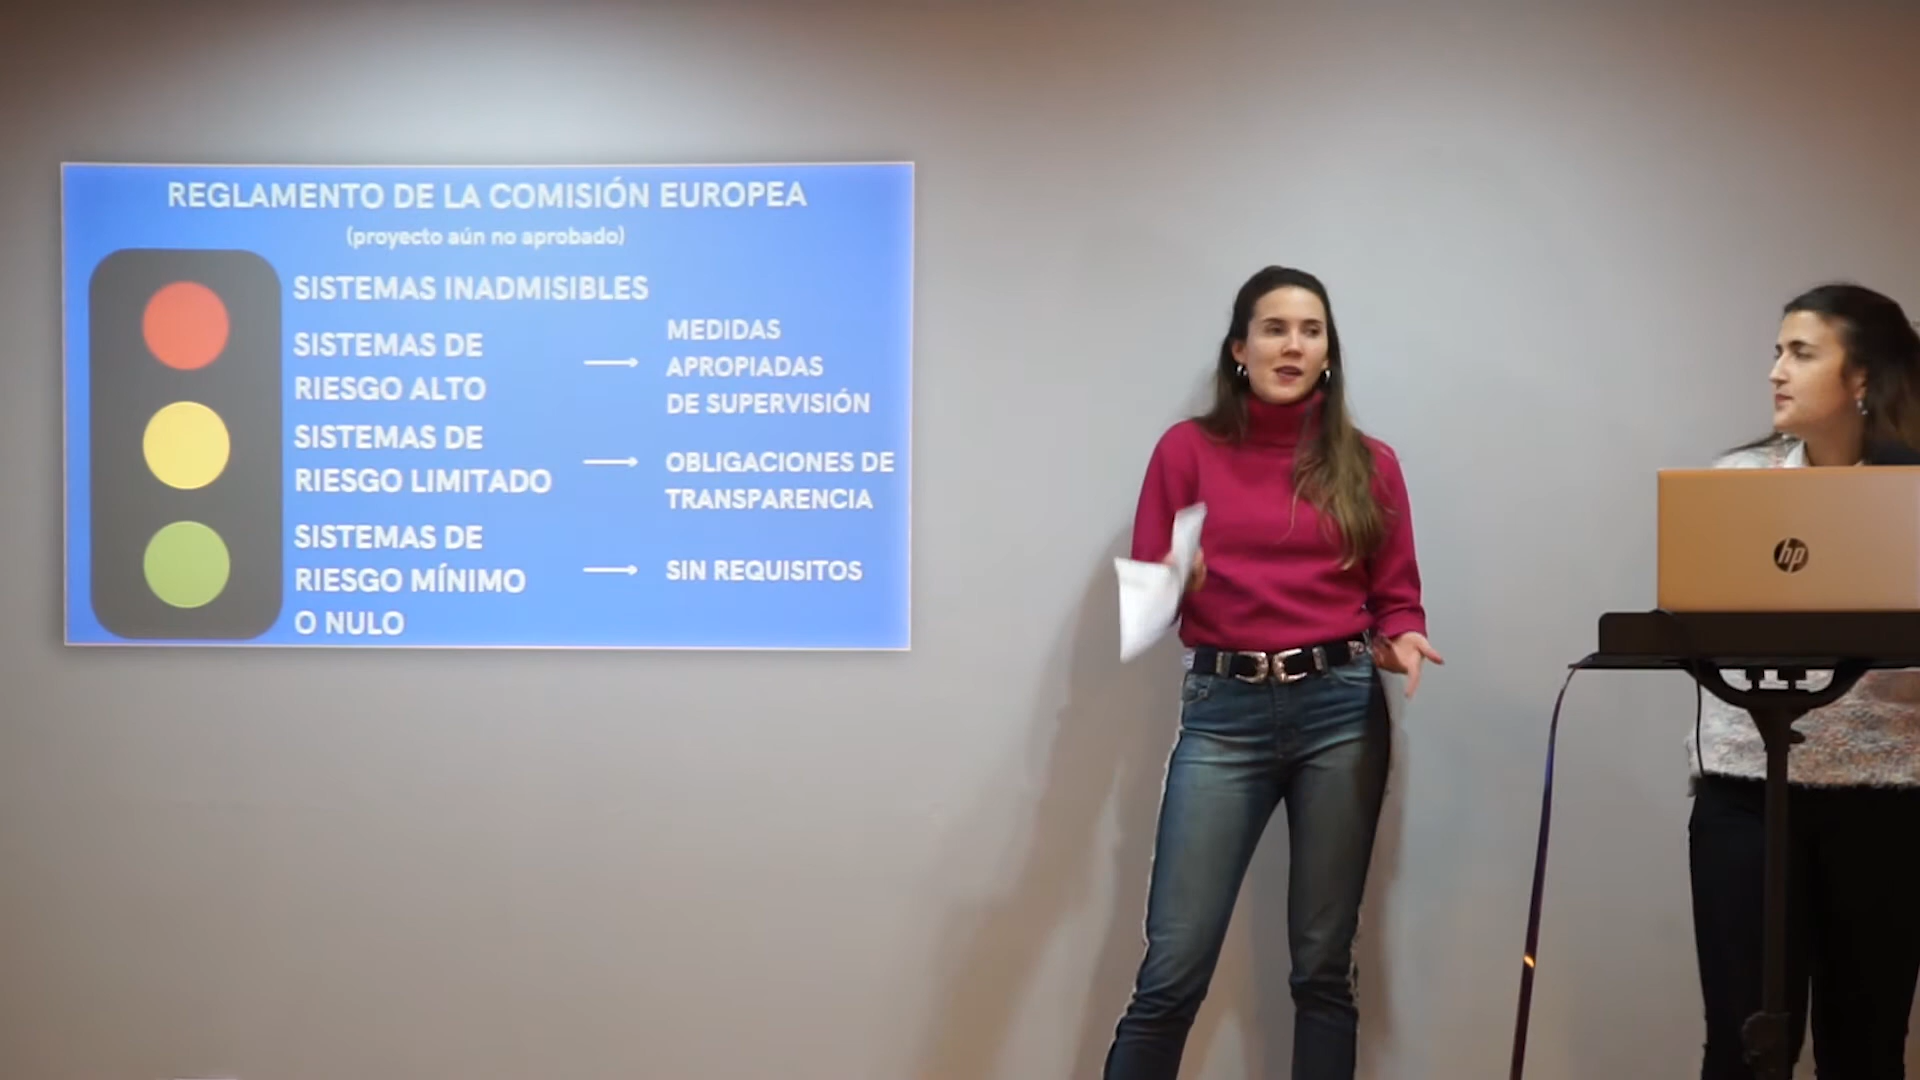 REGLAMENTO DE LA COMISIÓN EUROPEA
(proyecto aún no aprobado)
SISTEMAS INADMISIBLES
SISTEMAS DE
RIESGO ALTO
MEDIDAS
APROPIADAS
DE SUPERVISIÓN
SISTEMAS DE
RIESGO LIMITADO
OBLIGACIONES DE
TRANSPARENCIA
SISTEMAS DE
RIESGO MÍNIMO
O NULO
SIN REQUISITOS
hp